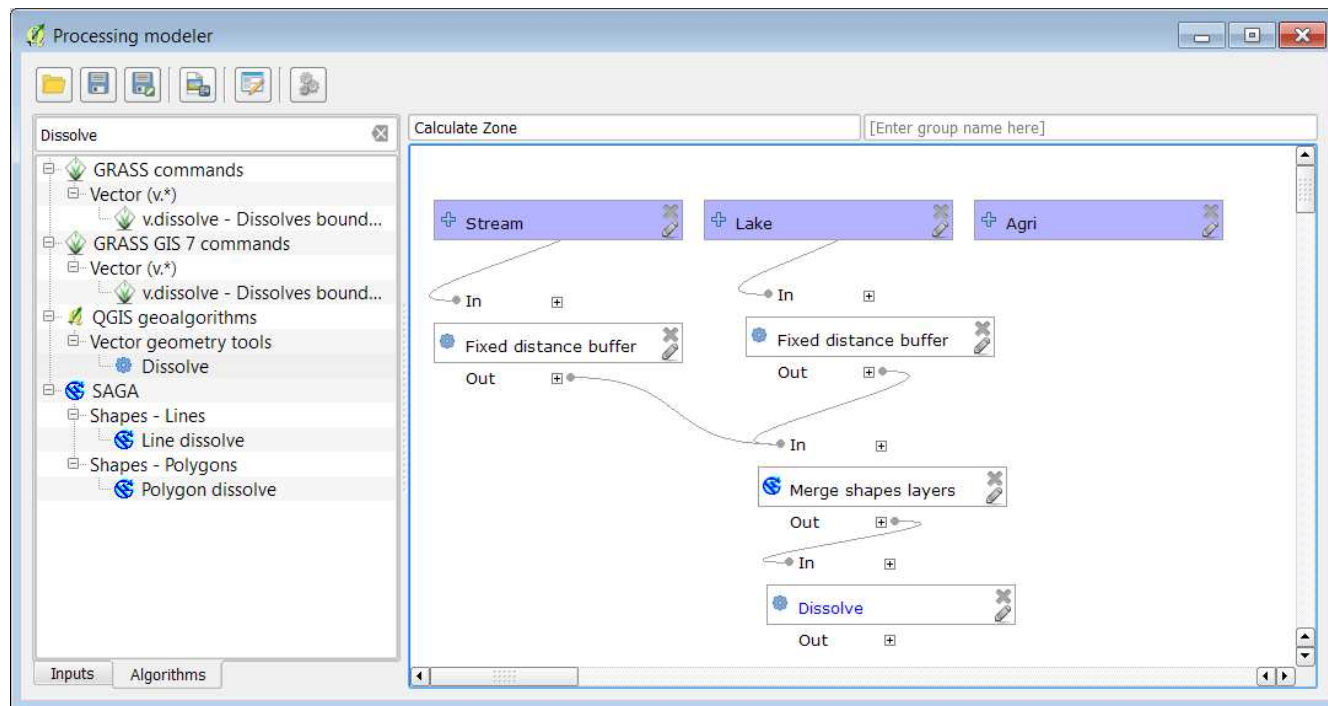 Processing modeler
Dissolve
Calculate Zone
[Enter group name here]
GRASS commands
Vector (v.*)
v.dissolve - Dissolves bound...
GRASS GIS 7 commands
Vector (v.*)
v.dissolve - Dissolves bound...
QGIS geoalgorithms
Vector geometry tools
Dissolve
SAGA
Shapes - Lines
Line dissolve
Shapes - Polygons
Polygon dissolve
Inputs
Algorithms
Stream
Lake
Agri
In
In
Fixed distance buffer
Fixed distance buffer
Out
Out
In
Merge shapes layers
Out
In
Dissolve
Out